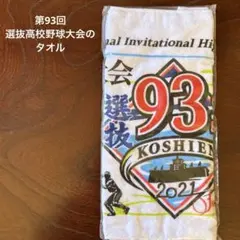 第93回
選抜高校野球大会の
タオル
nal Invitational Hi
会
選抜
93
KOSHIE
2021